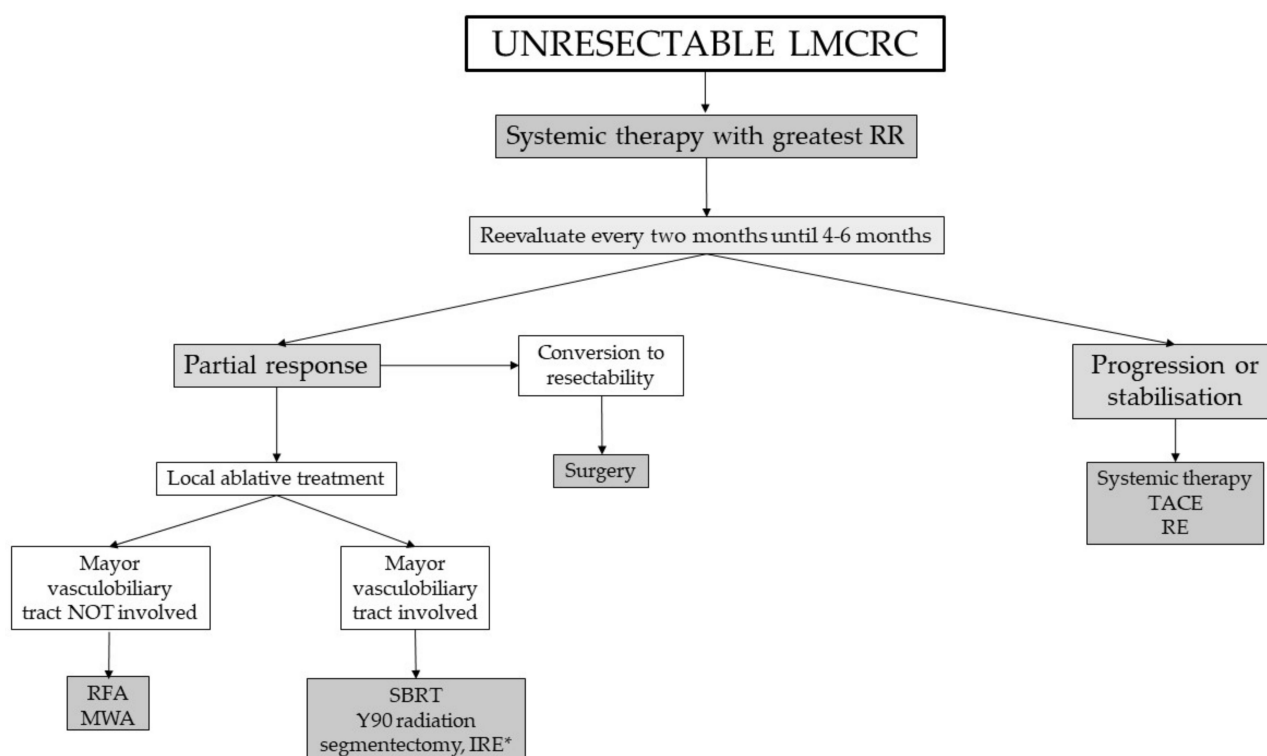 UNRESECTABLE LMCRC
Systemic therapy with greatest RR
Reevaluate every two months until 4-6 months
Partial response
Conversion to
resectability
Progression or
stabilisation
Local ablative treatment
Surgery
Systemic therapy
TACE
RE
Mayor
vasculobiliary
tract NOT involved
Mayor
vasculobiliary
tract involved
RFA
MWA
SBRT
Y90 radiation
segmentectomy, IRE*